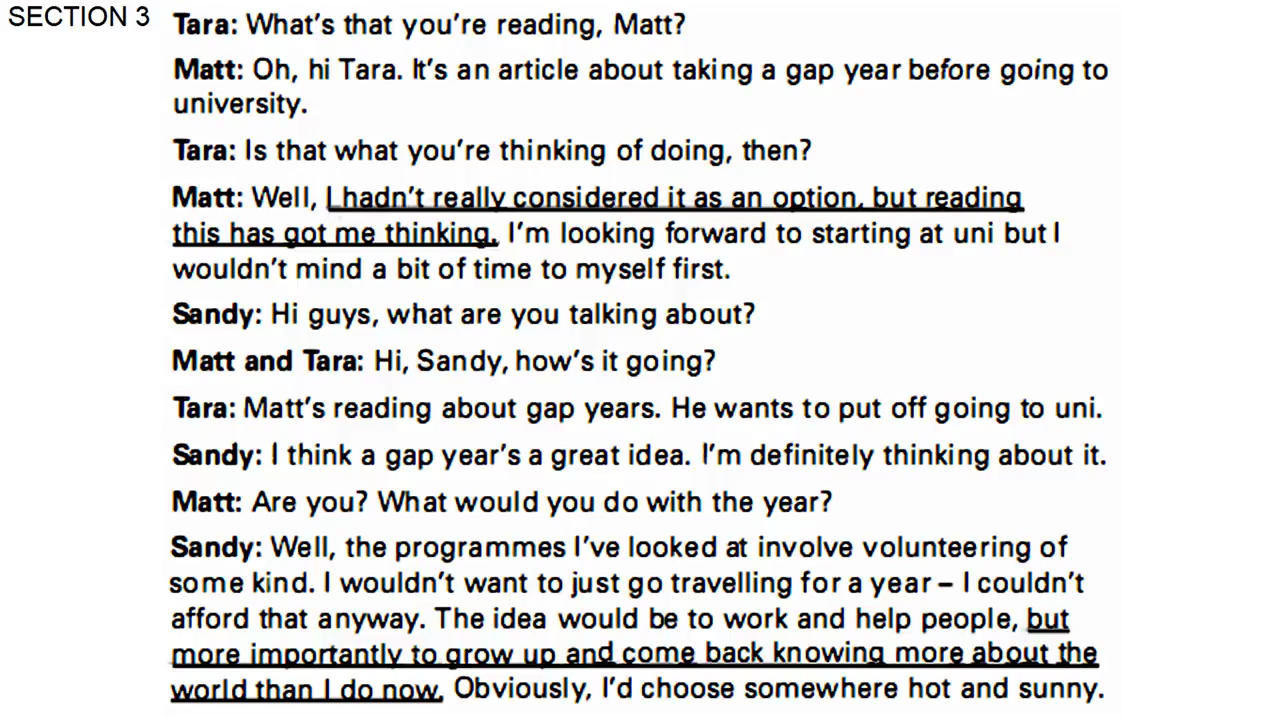 SECTION 3
Tara: What's that you're reading, Matt?
Matt: Oh, hi Tara. It's an article about taking a gap year before going to
university.
Tara: Is that what you're thinking of doing, then?
Matt: Well, I hadn't really considered it as an option, but reading
this has got me thinking. I'm looking forward to starting at uni but I
wouldn't mind a bit of time to myself first.
Sandy: Hi guys, what are you talking about?
Matt and Tara: Hi, Sandy, how's it going?
Tara: Matt's reading about gap years. He wants to put off going to uni.
Sandy: I think a gap year's a great idea. I'm definitely thinking about it.
Matt: Are you? What would you do with the year?
Sandy: Well, the programmes I've looked at involve volunteering of
some kind. I wouldn't want to just go travelling for a year – I couldn't
afford that anyway. The idea would be to work and help people, but
more importantly to grow up and come back knowing more about the
world than I do now. Obviously, I'd choose somewhere hot and sunny.